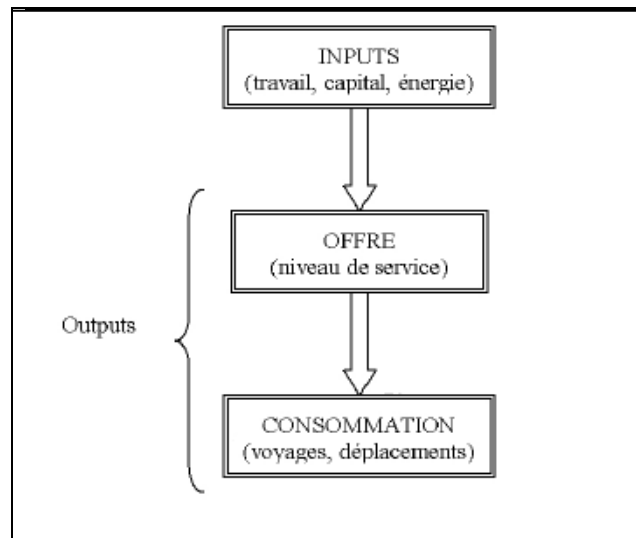 INPUTS
(travail, capital, énergie)
OFFRE
(niveau de service)
Outputs
CONSOMMATION
(voyages, déplacements)